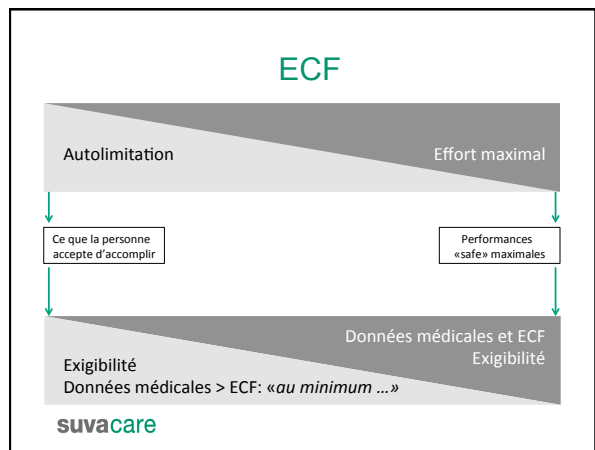 ECF
Autolimitation
Effort maximal
Ce que la personne
accepte d’accomplir
Performances
«safe» maximales
Données médicales et ECF
Exigibilité
Exigibilité
Données médicales > ECF: «au minimum …»
suvacare